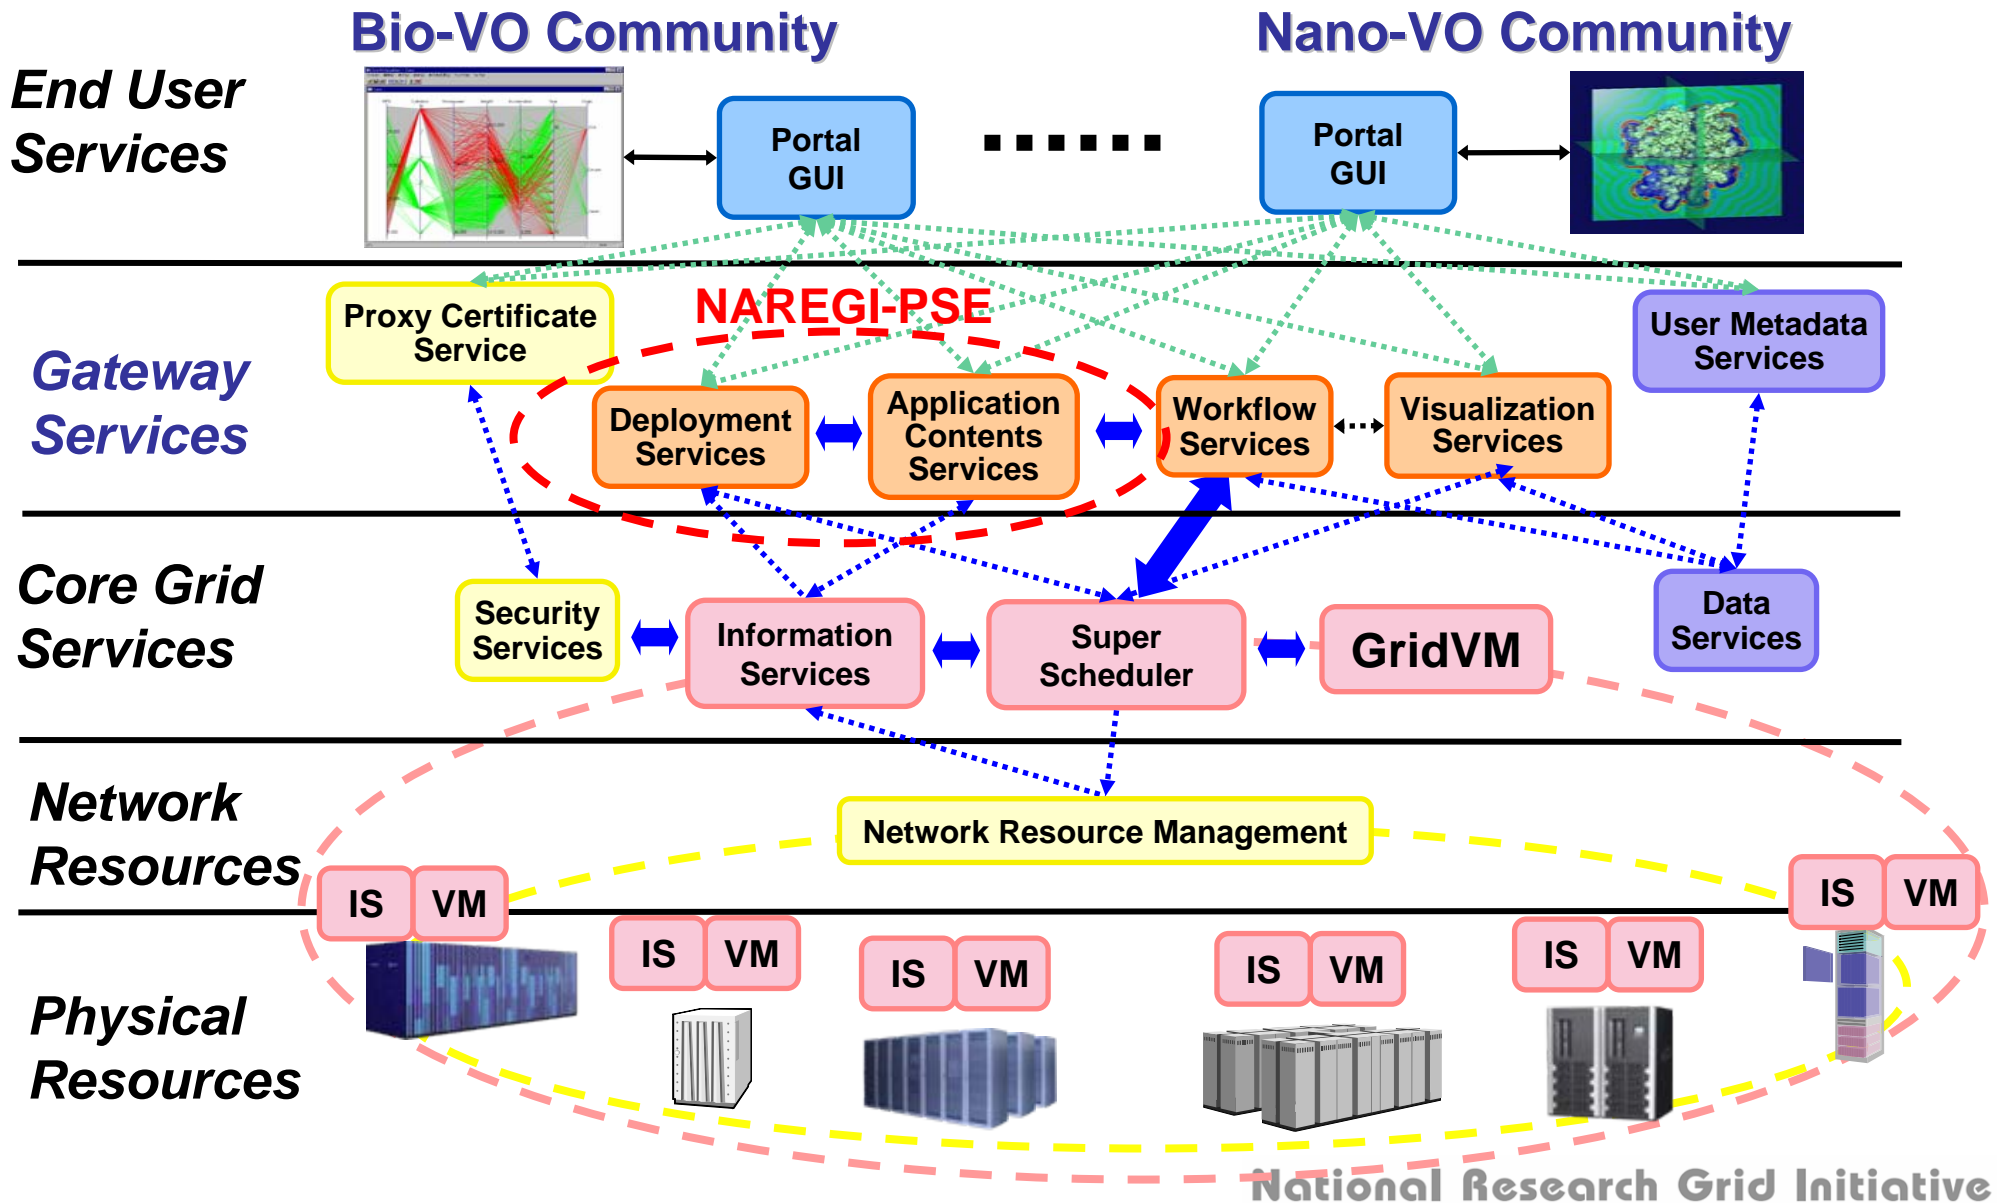 Bio-VO Community
Nano-VO Community
End User
Services
Portal
GUI
Portal
GUI
NAREGI-PSE
Gateway
Services
Proxy Certificate
Service
Deployment
Services
Application
Contents
Services
Workflow
Services
Visualization
Services
User Metadata
Services
Core Grid
Services
Security
Services
Information
Services
Super
Scheduler
GridVM
Data
Services
Network
Resources
Network Resource Management
IS VM
IS VM
Physical
Resources
IS VM
IS VM
IS VM
IS VM
National Research Grid Initiative